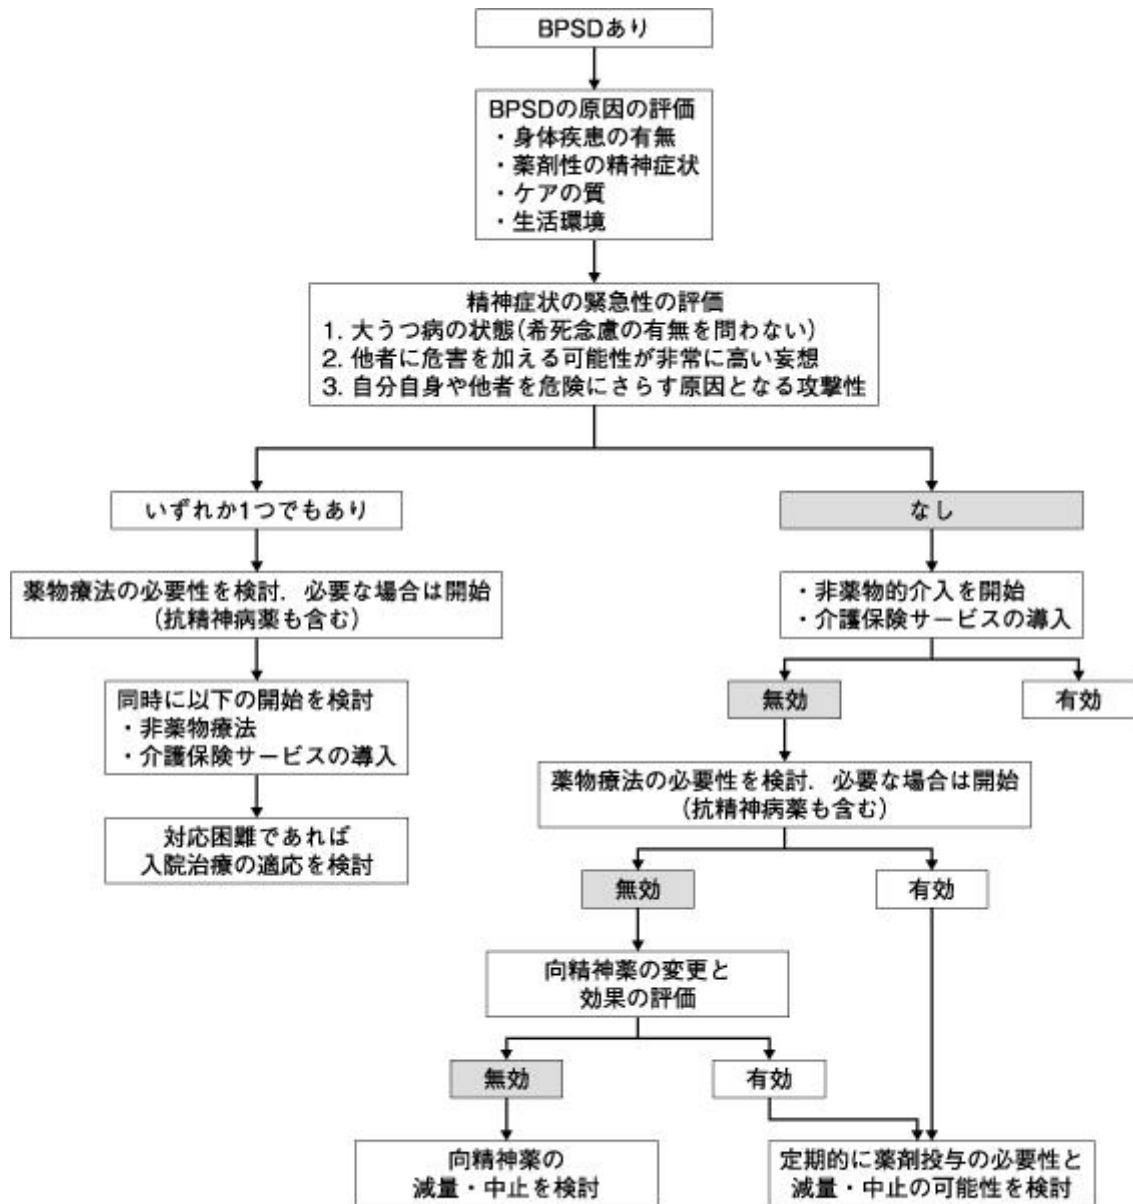 BPSDあり
BPSDの原因の評価
・身体疾患の有無
・薬剤性の精神症状
・ケアの質
・生活環境
精神症状の緊急性の評価
1. 大うつ病の状態(希死念慮の有無を問わない)
2. 他者に危害を加える可能性が非常に高い妄想
3. 自分自身や他者を危険にさらす原因となる攻撃性
いずれか1つでもあり
薬物療法の必要性を検討．必要な場合は開始
(抗精神病薬も含む)
同時に以下の開始を検討
・非薬物療法
・介護保険サービスの導入
対応困難であれば
入院治療の適応を検討
なし
・非薬物的介入を開始
・介護保険サービスの導入
無効
有効
薬物療法の必要性を検討．必要な場合は開始
(抗精神病薬も含む)
無効
有効
向精神薬の変更と
効果の評価
無効
有効
向精神薬の
減量・中止を検討
定期的に薬剤投与の必要性と
減量・中止の可能性を検討